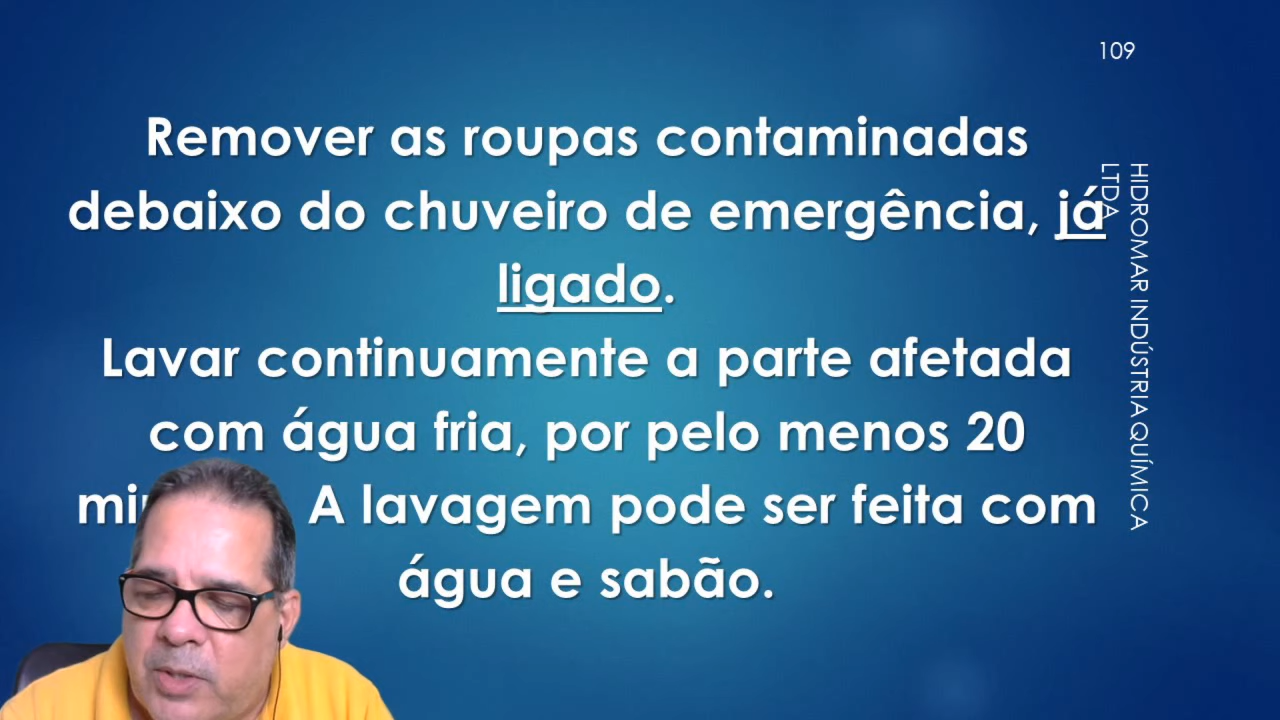 109
Remover as roupas contaminadas
debaixo do chuveiro de emergência, já
ligado.
Lavar continuamente a parte afetada
com água fria, por pelo menos 20
A lavagem pode ser feita com
água e sabão.
HIDROMAR INDÚSTRIA QUÍMICA
LTDA